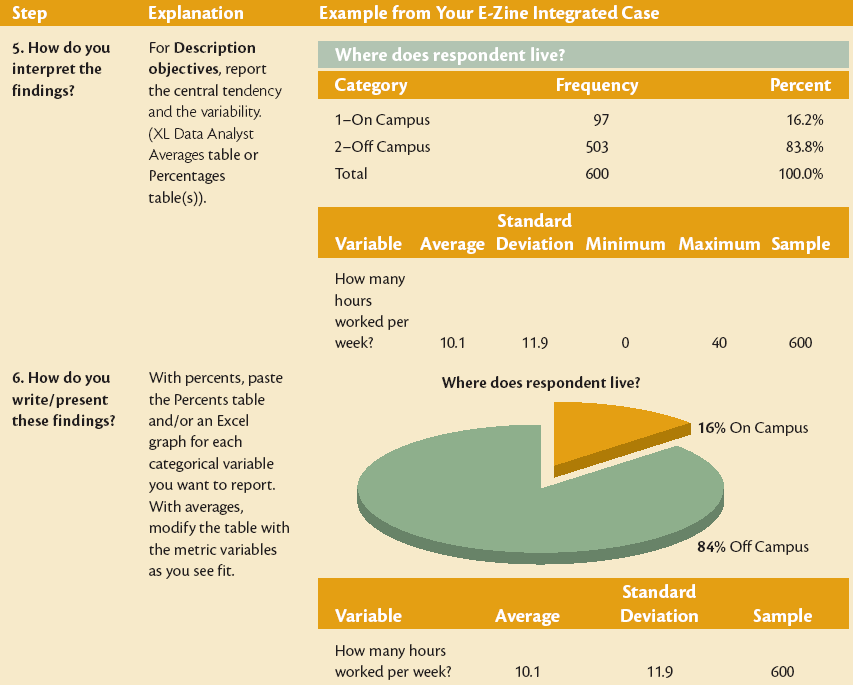 Step Explanation Example from Your E-Zine Integrated Case
5. How do you
interpret the
findings?
For Description
objectives, report
the central tendency
and the variability.
(XL Data Analyst
Averages table or
Percentages
table(s)).
Where does respondent live?
Category Frequency Percent
1–On Campus 97 16.2%
2–Off Campus 503 83.8%
Total 600 100.0%
Standard
Variable Average Deviation Minimum Maximum Sample
How many
hours
worked per
week? 10.1 11.9 0 40 600
6. How do you
write/present
these findings?
With percents, paste
the Percents table
and/or an Excel
graph for each
categorical variable
you want to report.
With averages,
modify the table with
the metric variables
as you see fit.
Where does respondent live?
16% On Campus
84% Off Campus
Standard
Variable Average Deviation Sample
How many hours
worked per week? 10.1 11.9 600